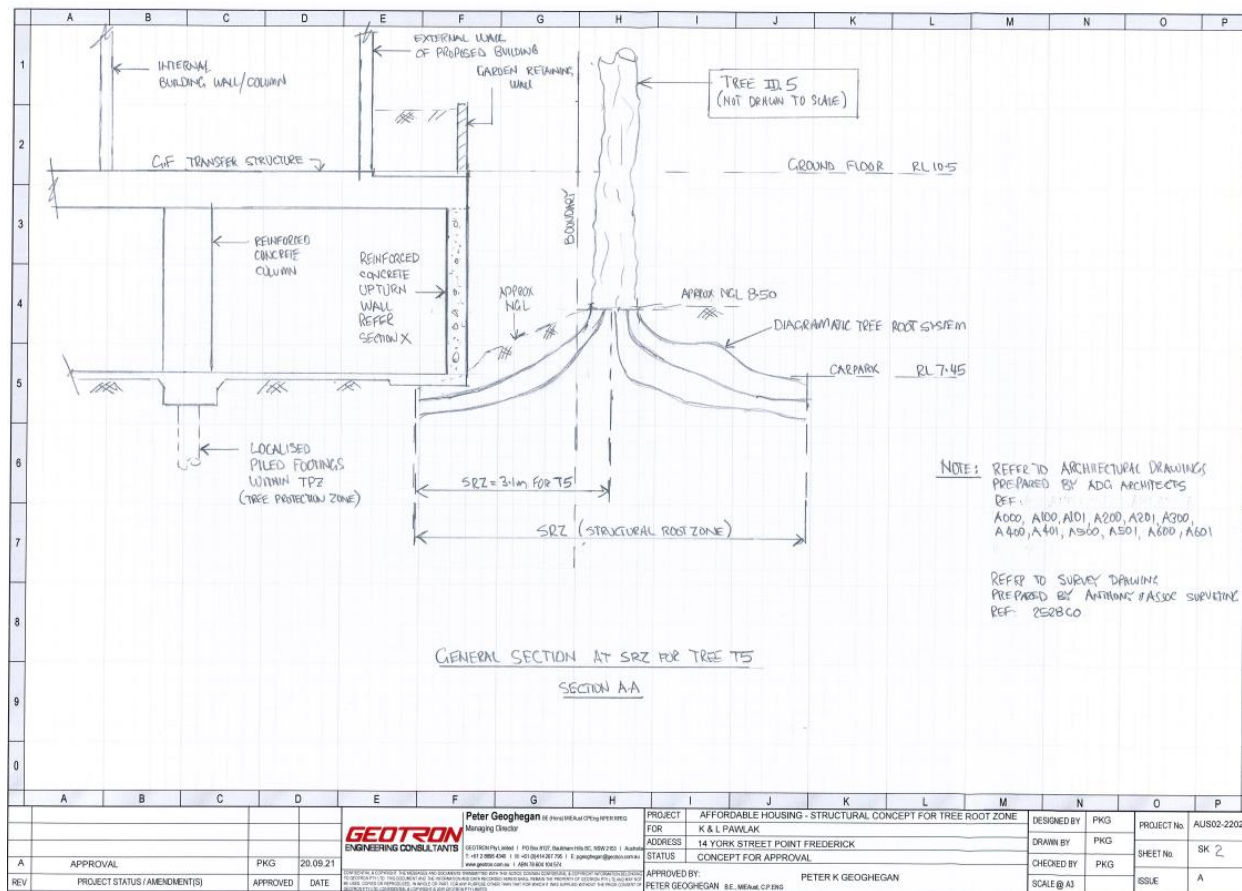 A B C D E F G H I J K L M N O P
1
2
3
4
5
6
7
8
9
0
INTERNAL
BUILDING WALL/COLUMN
EXTERNAL WALL
OF PROPOSED BUILDING
GARDEN RETAINING
WALL
TREE III.5
(NOT DRAWN TO SCALE)
G.F TRANSFER STRUCTURE
GROUND FLOOR RL 10.5
BOUNDARY
REINFORCED
CONCRETE
COLUMN
REINFORCED
CONCRETE
UPTURN
WALL
REFER
SECTION X
APPROX
NGL
APPROX NGL 8.50
DIAGRAMATIC TREE ROOT SYSTEM
CARPARK RL 7.45
LOCALISED
PILED FOOTINGS
WITHIN TPZ
(TREE PROTECTION ZONE)
SRZ = 3.1m FOR T5
SRZ (STRUCTURAL ROOT ZONE)
NOTE: REFER TO ARCHITECTURAL DRAWINGS
PREPARED BY ADG ARCHITECTS
REF.
A000, A100, A101, A200, A201, A300,
A400, A401, A500, A501, A600, A601
REFER TO SURVEY DRAWING
PREPARED BY ANTHONY & ASSOC SURVEYING
REF: 2528CO
GENERAL SECTION AT SRZ FOR TREE T5
SECTION A-A
A B C D E F G H I J K L M N O P
A APPROVAL PKG 20.09.21
REV PROJECT STATUS / AMENDMENT(S) APPROVED DATE
GEOTRON
ENGINEERING CONSULTANTS
Peter Geoghegan
Managing Director
PROJECT AFFORDABLE HOUSING - STRUCTURAL CONCEPT FOR TREE ROOT ZONE
FOR K & L PAWLAK
ADDRESS 14 YORK STREET POINT FREDERICK
STATUS CONCEPT FOR APPROVAL
APPROVED BY: PETER K GEOGHEGAN
PETER GEOGHEGAN B.E., MIEAust, C.P.ENG
DESIGNED BY PKG
DRAWN BY PKG
CHECKED BY PKG
SCALE @ A3
PROJECT No. AUS02-2202
SHEET No. SK 2
ISSUE A